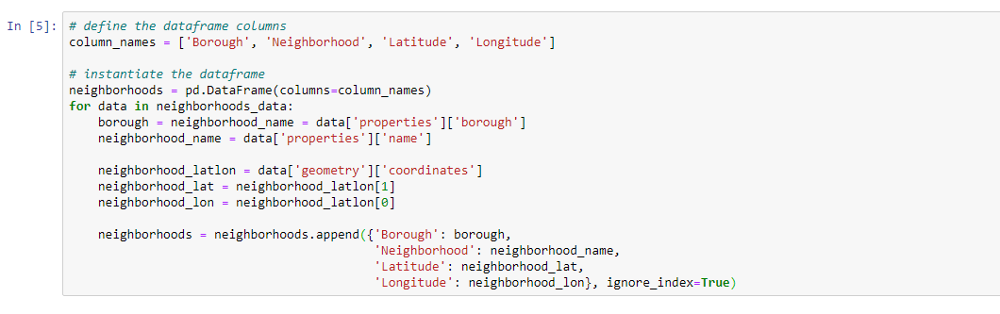 In [5]: # define the dataframe columns
column_names = ['Borough', 'Neighborhood', 'Latitude', 'Longitude']

# instantiate the dataframe
neighborhoods = pd.DataFrame(columns=column_names)
for data in neighborhoods_data:
    borough = neighborhood_name = data['properties']['borough']
    neighborhood_name = data['properties']['name']

    neighborhood_latlon = data['geometry']['coordinates']
    neighborhood_lat = neighborhood_latlon[1]
    neighborhood_lon = neighborhood_latlon[0]

    neighborhoods = neighborhoods.append({'Borough': borough,
                                          'Neighborhood': neighborhood_name,
                                          'Latitude': neighborhood_lat,
                                          'Longitude': neighborhood_lon}, ignore_index=True)